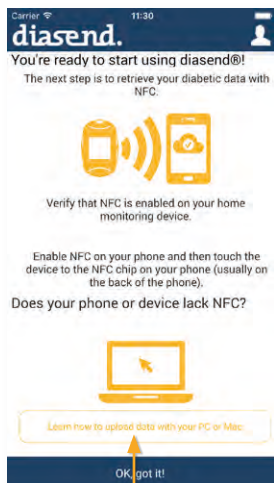 Carrier 11:30
diasend.
You're ready to start using diasend®!
The next step is to retrieve your diabetic data with
NFC.
Verify that NFC is enabled on your home
monitoring device.
Enable NFC on your phone and then touch the
device to the NFC chip on your phone (usually on
the back of the phone).
Does your phone or device lack NFC?
Learn how to upload data with your PC or Mac
OK, got it!